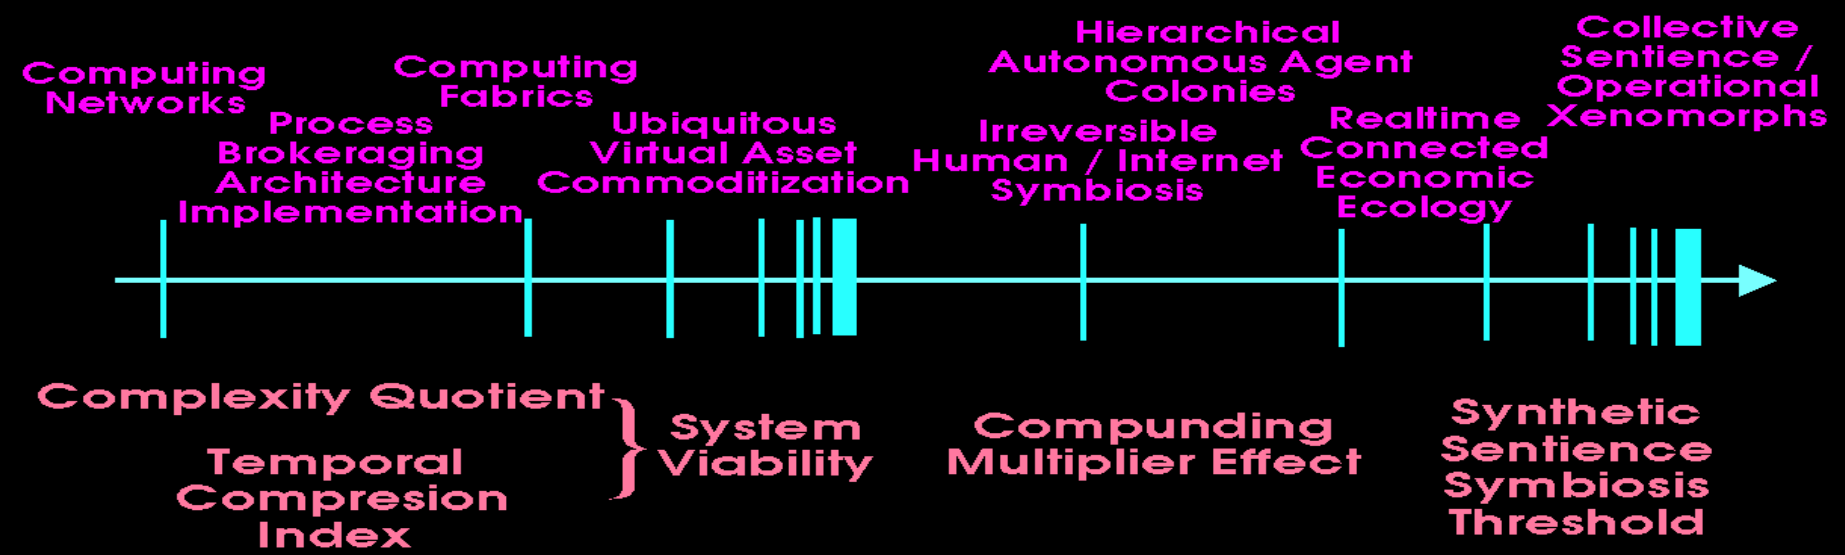 Computing
Networks
Process
Brokeraging
Architecture
Implementation
Computing
Fabrics
Ubiquitous
Virtual Asset
Commoditization
Irreversible
Human / Internet
Symbiosis
Hierarchical
Autonomous Agent
Colonies
Realtime
Connected
Economic
Ecology
Collective
Sentience /
Operational
Xenomorphs
Complexity Quotient
Temporal
Compresion
Index
}
System
Viability
Compunding
Multiplier Effect
Synthetic
Sentience
Symbiosis
Threshold